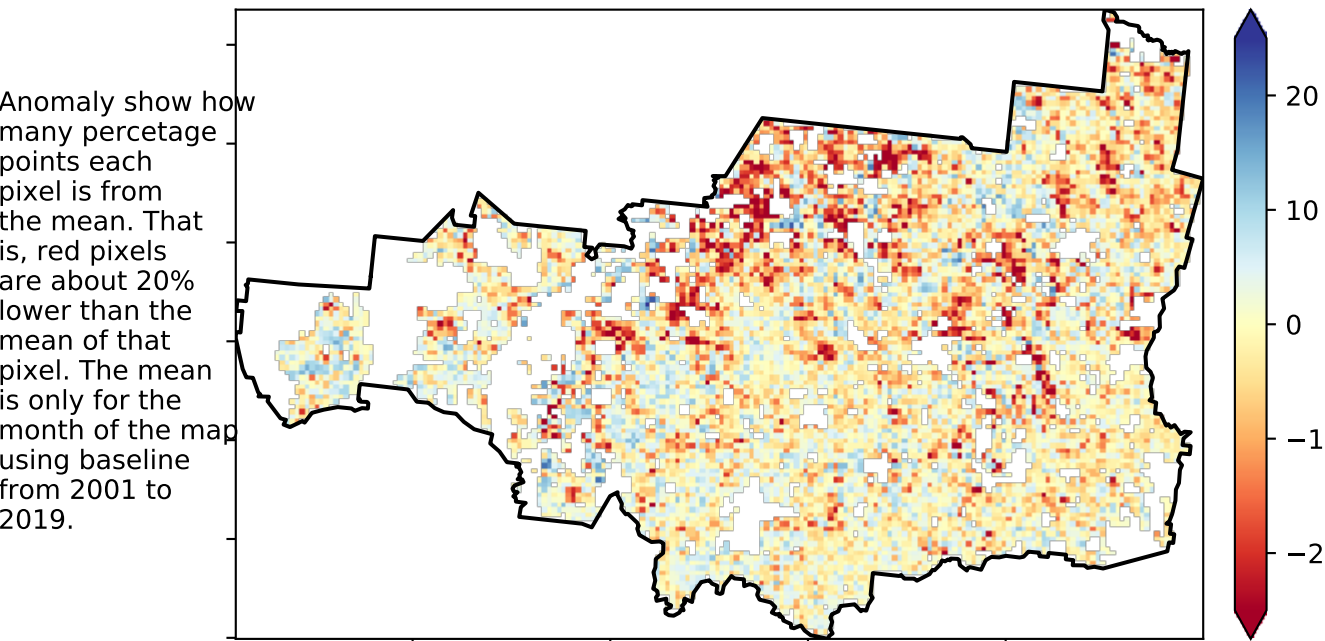 Anomaly show how
many percetage
points each
pixel is from
the mean. That
is, red pixels
are about 20%
lower than the
mean of that
pixel. The mean
is only for the
month of the map
using baseline
from 2001 to
2019.
20
10
0
−1
−2